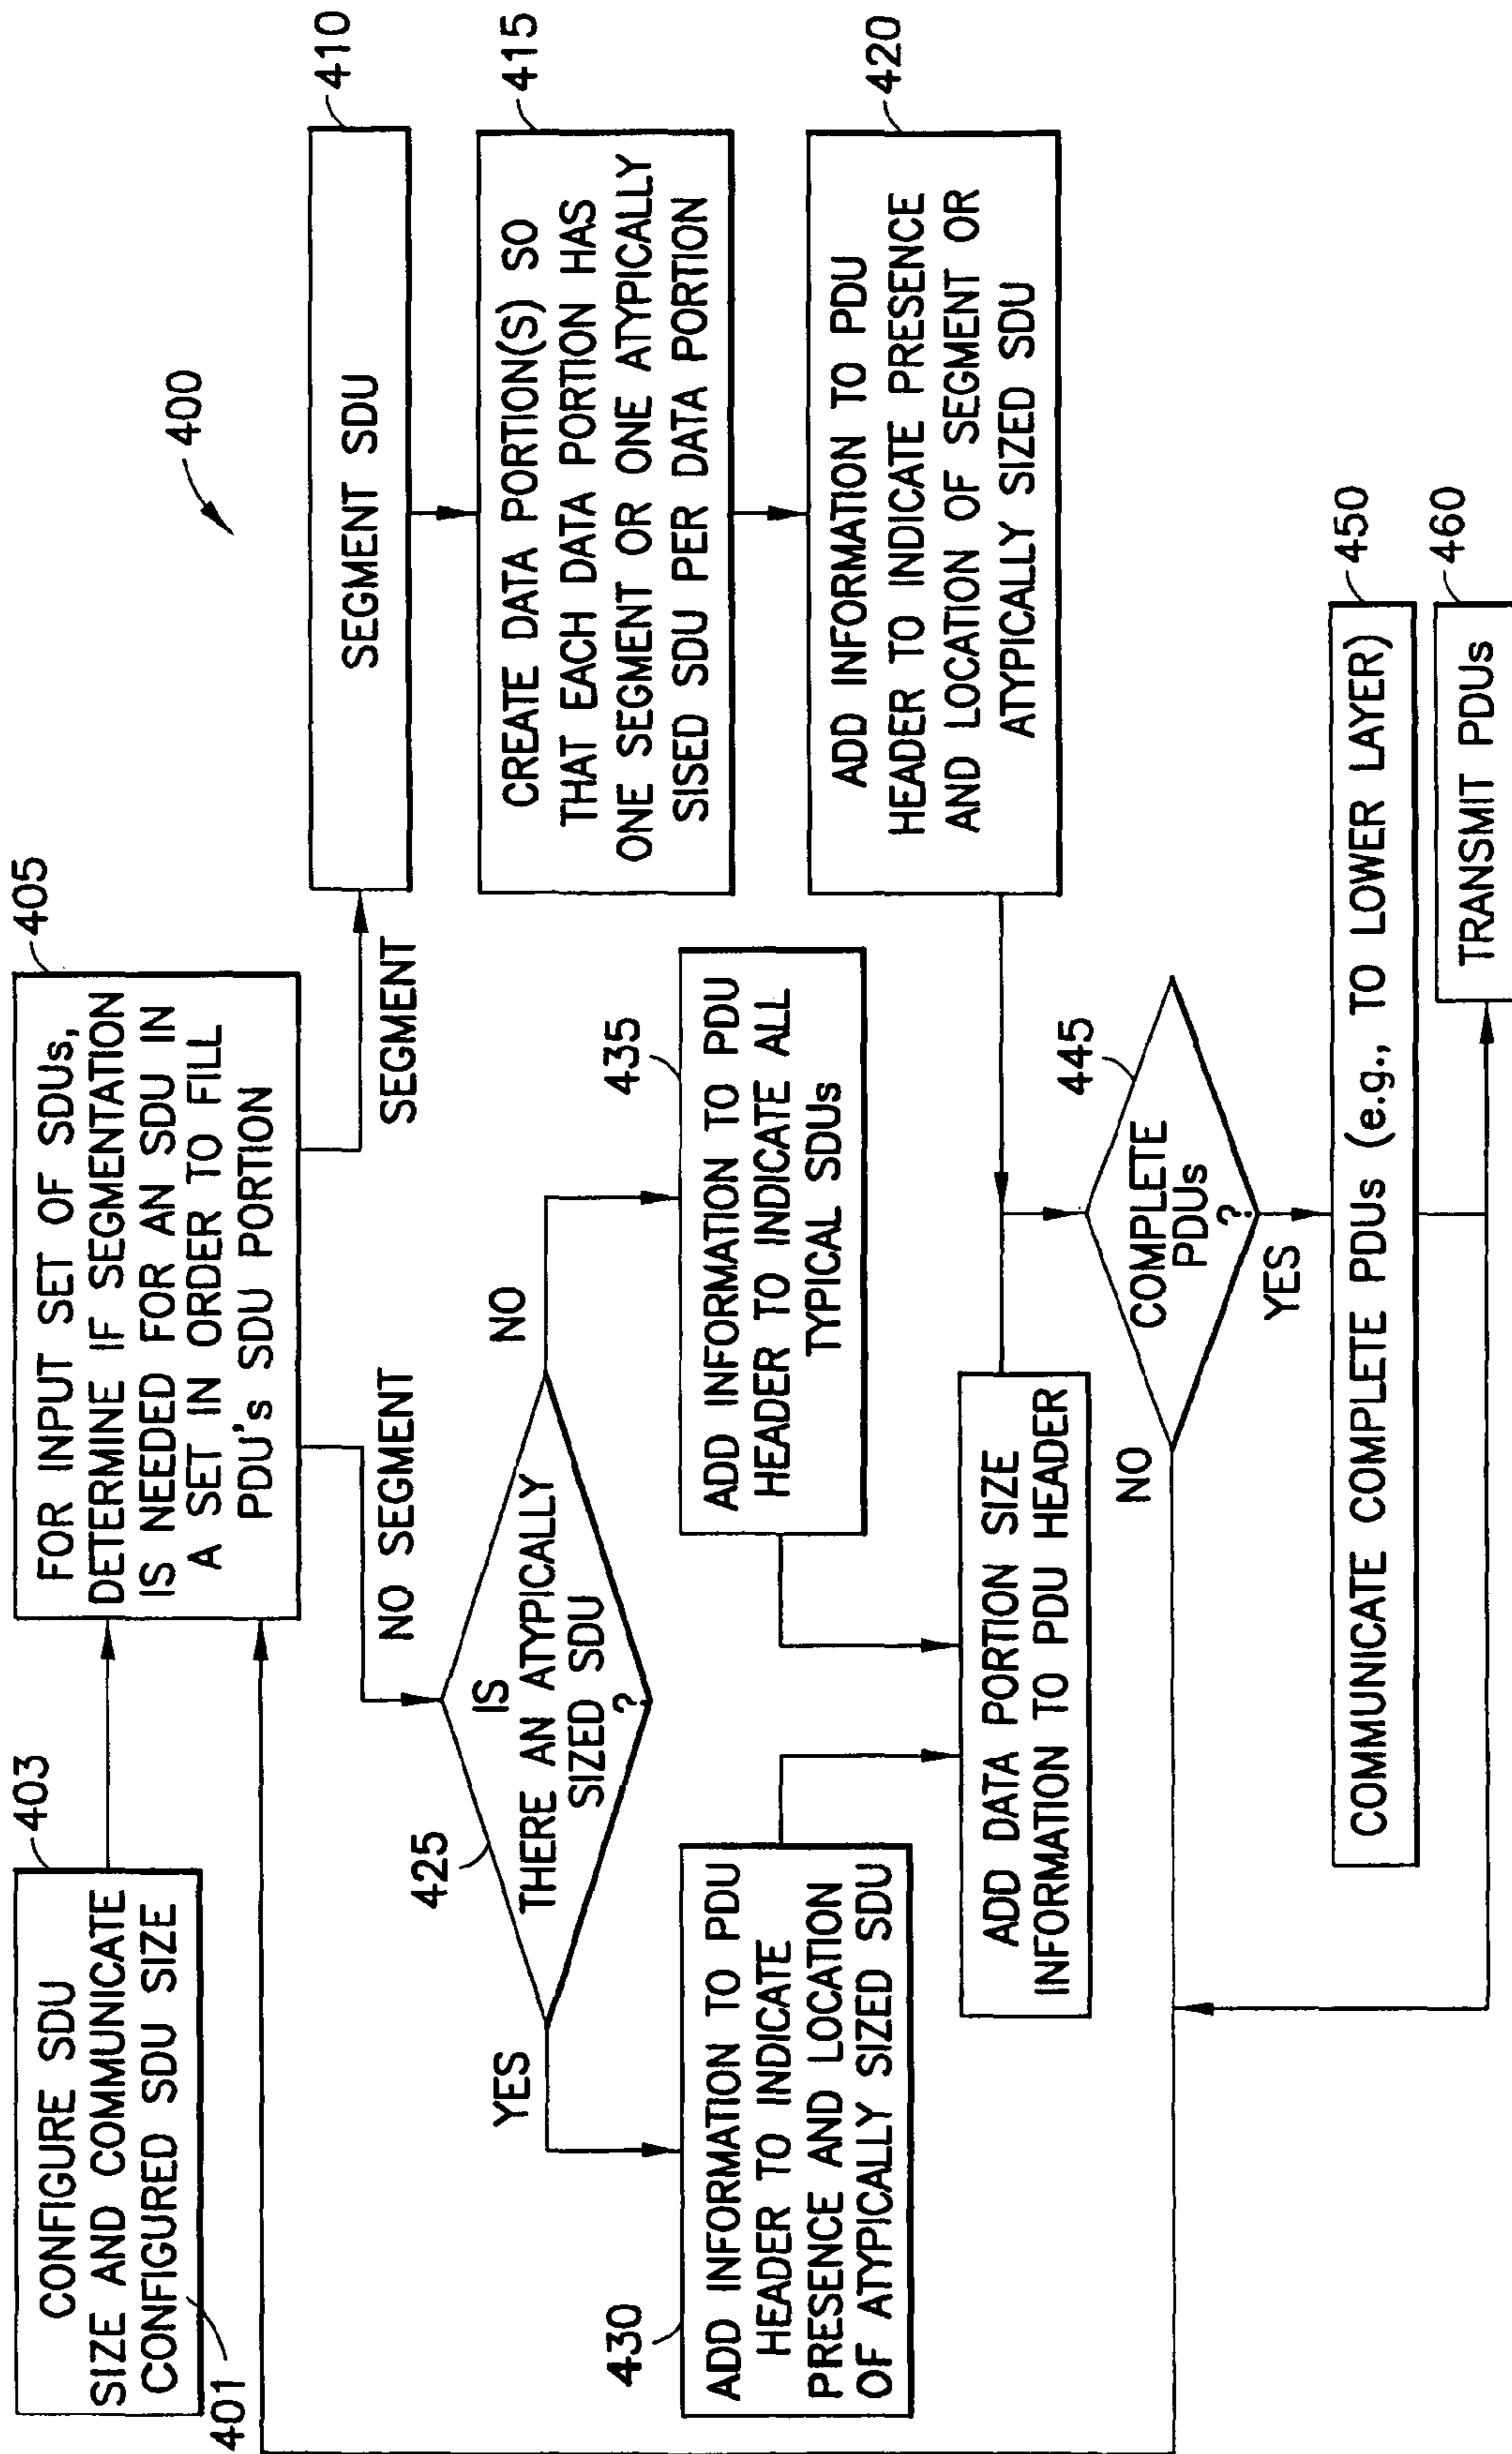 400
CONFIGURE SDU
SIZE AND COMMUNICATE
CONFIGURED SDU SIZE
403
401
FOR INPUT SET OF SDUs,
DETERMINE IF SEGMENTATION
IS NEEDED FOR AN SDU IN
A SET IN ORDER TO FILL
PDU's SDU PORTION
405
SEGMENT
NO SEGMENT
SEGMENT SDU
410
CREATE DATA PORTION(S) SO
THAT EACH DATA PORTION HAS
ONE SEGMENT OR ONE ATYPICALLY
SISED SDU PER DATA PORTION
415
ADD INFORMATION TO PDU
HEADER TO INDICATE PRESENCE
AND LOCATION OF SEGMENT OR
ATYPICALLY SIZED SDU
420
425
IS
THERE AN ATYPICALLY
SIZED SDU
?
YES
NO
430
ADD INFORMATION TO PDU
HEADER TO INDICATE
PRESENCE AND LOCATION
OF ATYPICALLY SIZED SDU
435
ADD INFORMATION TO PDU
HEADER TO INDICATE ALL
TYPICAL SDUs
ADD DATA PORTION SIZE
INFORMATION TO PDU HEADER
445
COMPLETE
PDUs
?
NO
YES
COMMUNICATE COMPLETE PDUs (e.g., TO LOWER LAYER)
450
TRANSMIT PDUs
460